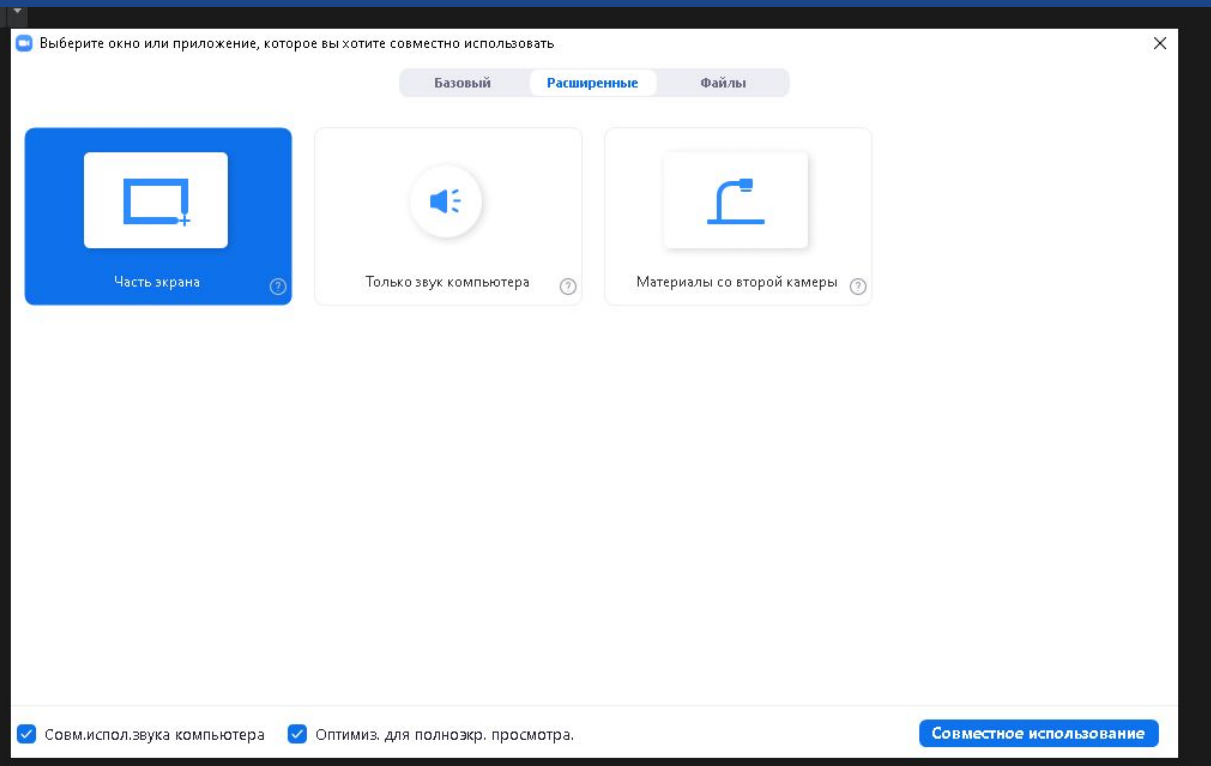 Выберите окно или приложение, которое вы хотите совместно использовать
Базовый Расширенные Файлы
Часть экрана
Только звук компьютера
Материалы со второй камеры
Совм.испол.звука компьютера Оптимиз. для полноэкр. просмотра.
Совместное использование